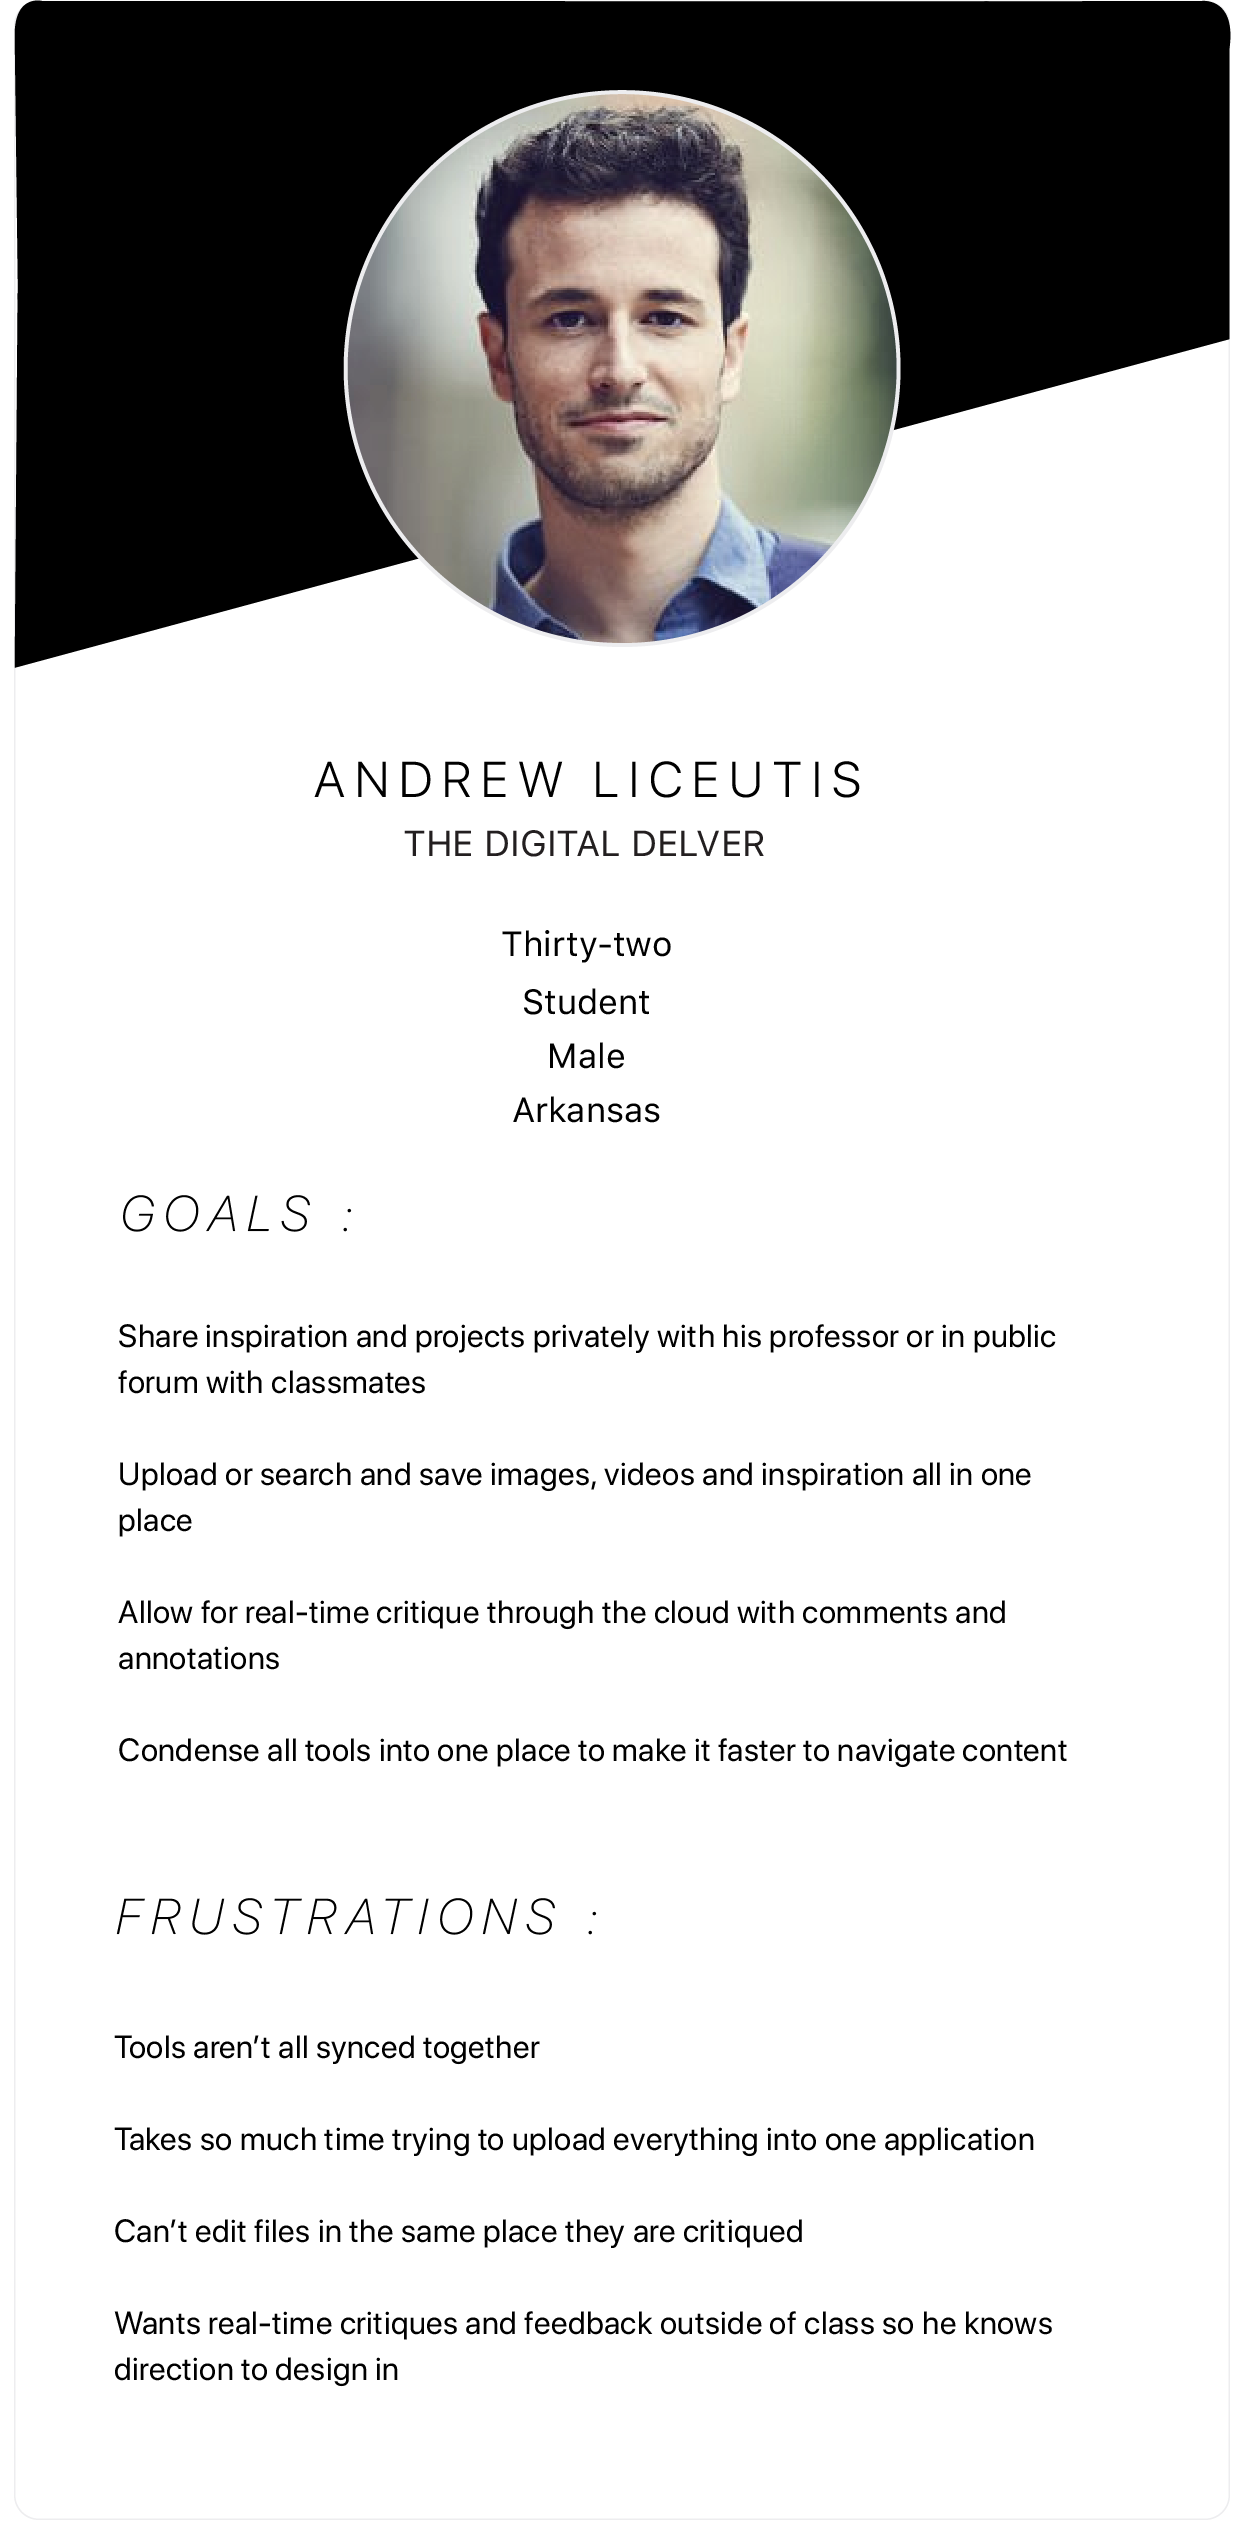 ANDREW LICEUTIS
THE DIGITAL DELVER
Thirty-two
Student
Male
Arkansas
GOALS :
Share inspiration and projects privately with his professor or in public
forum with classmates
Upload or search and save images, videos and inspiration all in one
place
Allow for real-time critique through the cloud with comments and
annotations
Condense all tools into one place to make it faster to navigate content
FRUSTRATIONS :
Tools aren’t all synced together
Takes so much time trying to upload everything into one application
Can’t edit files in the same place they are critiqued
Wants real-time critiques and feedback outside of class so he knows
direction to design in